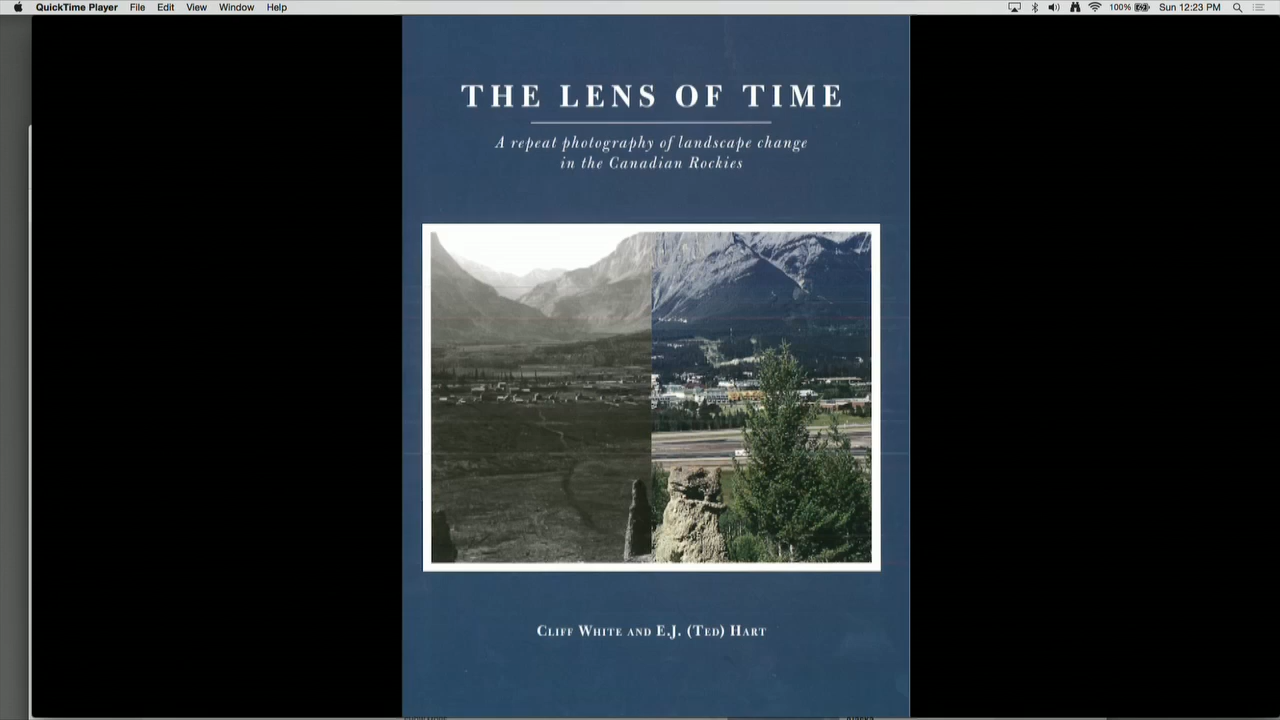 QuickTime Player File Edit View Window Help 100% Sun 12:23 PM
THE LENS OF TIME
A repeat photography of landscape change
in the Canadian Rockies
CLIFF WHITE AND E.J. (TED) HART